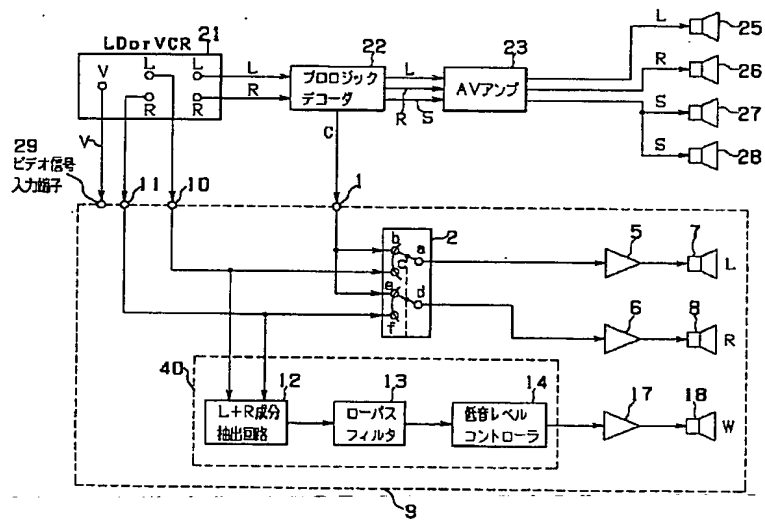 LDorVCR 21
V
L
L
R
R
L
R
22
プロロジック
デコーダ
L
R
S
23
AVアンプ
L
25
R
26
S
27
S
28
C
V
29
ビデオ信号
入力端子
11
10
1
2
b
a
c
e
d
f
5
7
L
6
8
R
40
12
L+R成分
抽出回路
13
ローパス
フィルタ
14
低音レベル
コントローラ
17
18
W
9